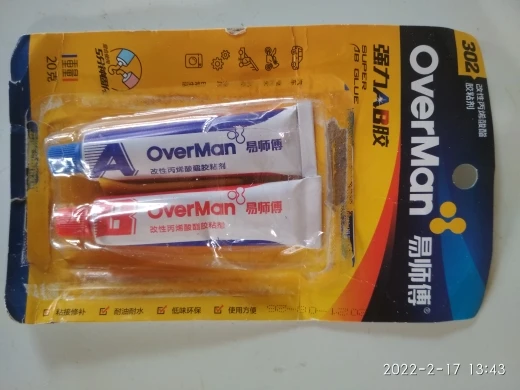 302 改性丙烯酸酯
胶粘剂
OverMan
易师傅®
强力AB胶
SUPER
AB GLUE
重量
20克
A
OverMan 易师傅
改性丙烯酸酯胶粘剂
OverMan 易师傅
改性丙烯酸酯胶粘剂
粘接修补
耐油耐水
低味环保
使用方便
2022-2-17 13:43